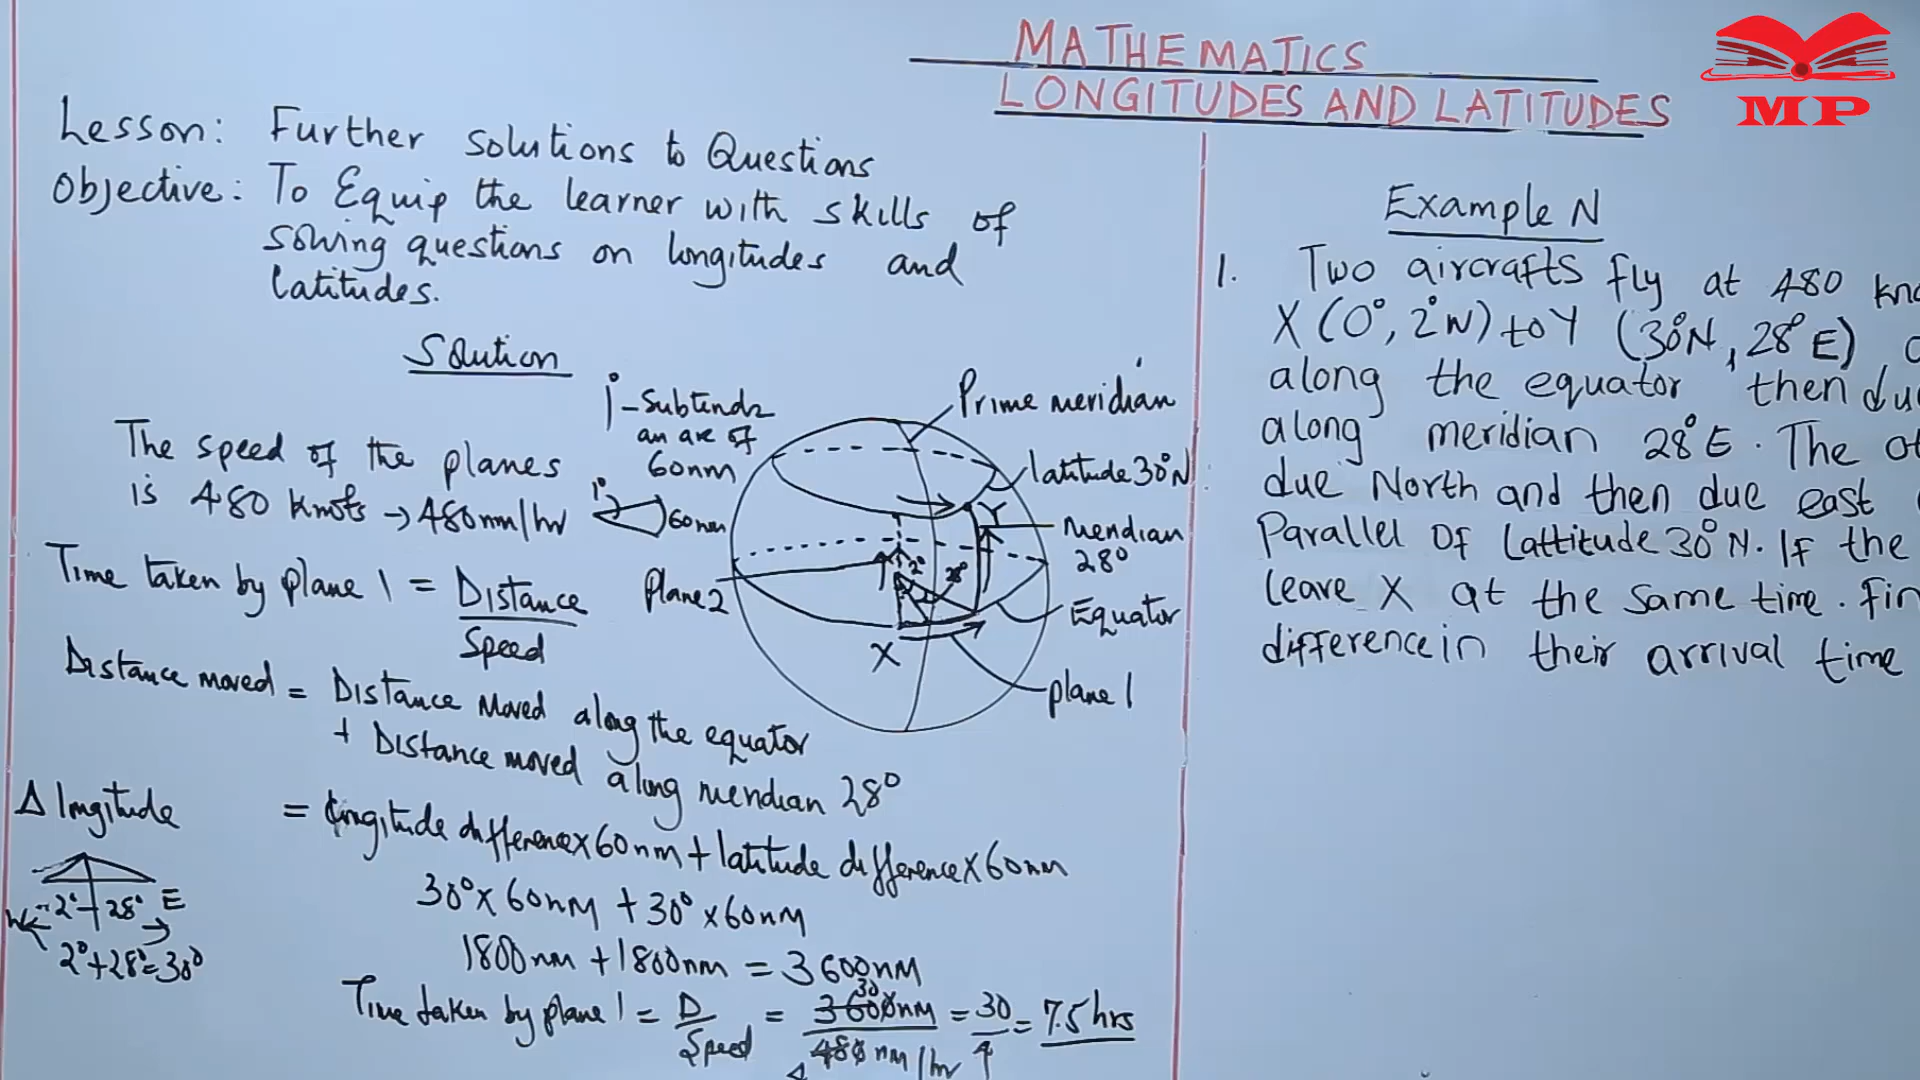 MATHEMATICS
LONGITUDES AND LATITUDES
MP
Lesson: Further solutions to Questions
Objective: To Equip the learner with skills of
solving questions on longitudes and
latitudes.
Solution
The speed of the planes
is 480 knots → 480nm/hr
1° - Subtends
an arc of
60nm
1°
60nm
Time taken by plane 1 = Distance
Speed
Distance moved = Distance Moved along the equator
+ Distance moved along meridian 28°
= longitude difference × 60nm + latitude difference × 60nm
30° × 60nm + 30° × 60nm
1800nm + 1800nm = 3600nm
Time taken by plane 1 = D/Speed = 3600nm/480nm/hr = 30/4 = 7.5 hrs
30
4
Δ longitude
2° 28° E
W
2°+28°=30°
Prime meridian
latitude 30°N
Y
meridian
28°
Equator
plane 1
Plane 2
X
2°
28°
Example N
1. Two aircrafts fly at 480
X (0°, 2°W) to Y (30°N, 28°E)
along the equator then
along meridian 28°E. The
due North and then due east
Parallel OF Lattitude 30°N. IF the
leave X at the same time.
difference in their arrival time